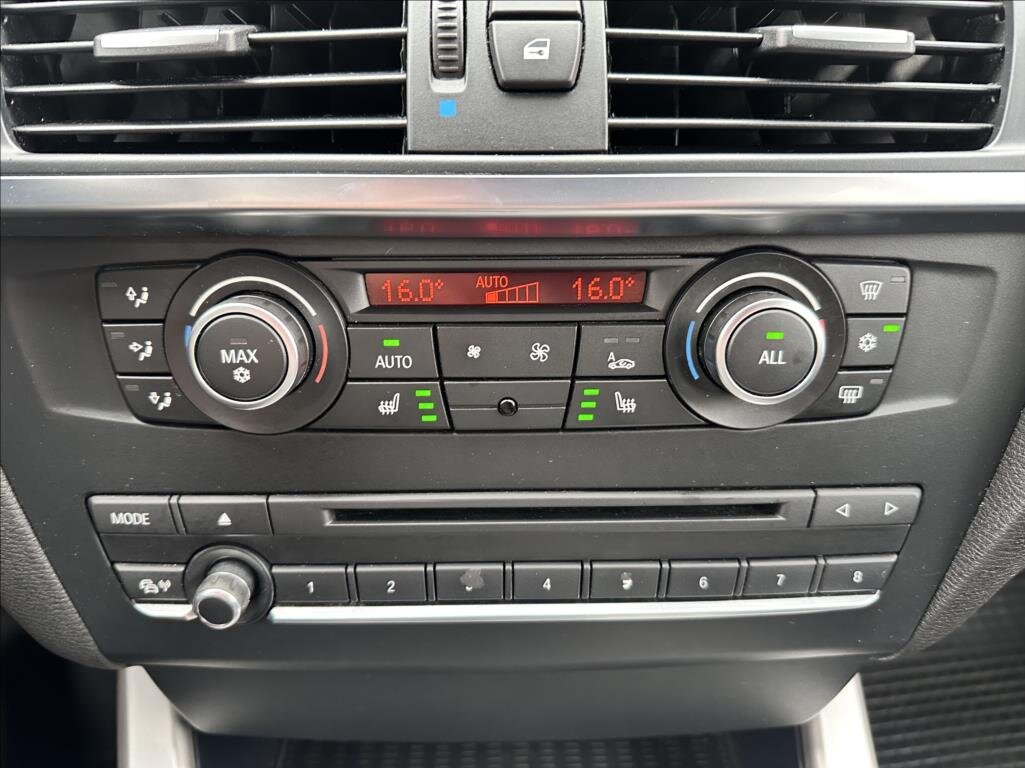 16.0° AUTO 16.0°
MAX
AUTO
A
ALL
MODE
1 2 4 6 7 8